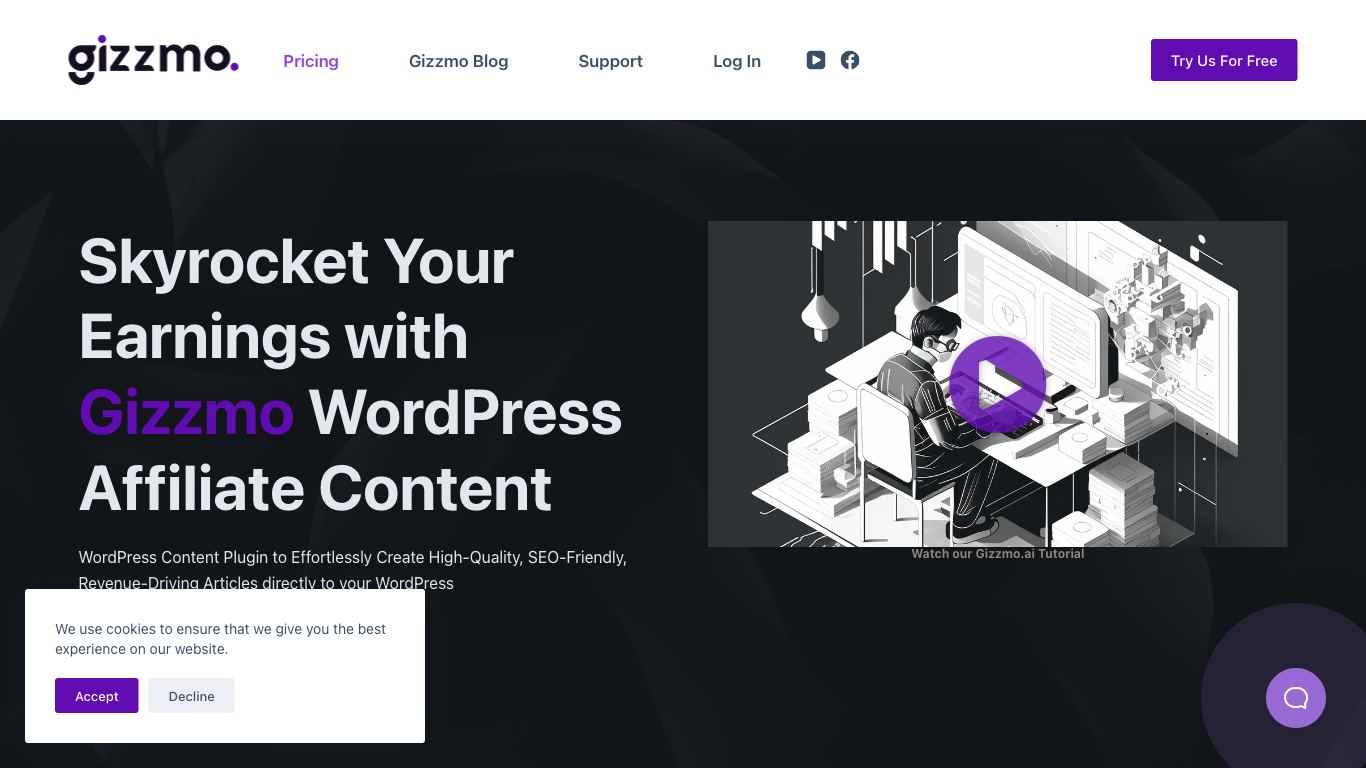 gizzmo.
Pricing
Gizzmo Blog
Support
Log In
Try Us For Free
Skyrocket Your
Earnings with
Gizzmo WordPress
Affiliate Content
WordPress Content Plugin to Effortlessly Create High-Quality, SEO-Friendly,
Revenue-Driving Articles directly to your WordPress
Watch our Gizzmo.ai Tutorial
We use cookies to ensure that we give you the best
experience on our website.
Accept
Decline